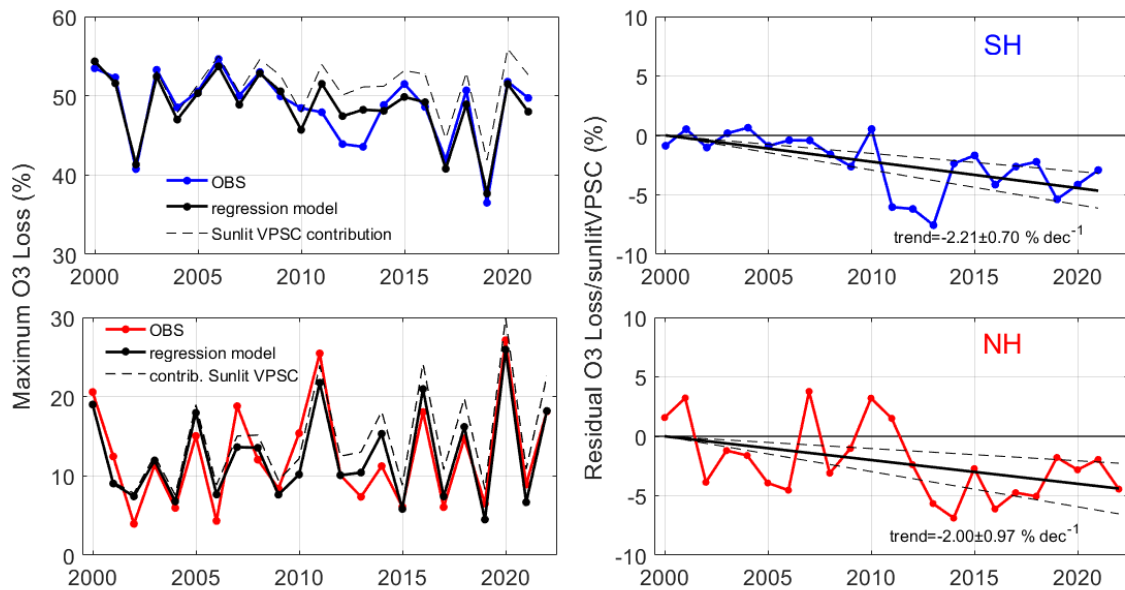 Maximum O3 Loss (%)
60
50
40
30
OBS
regression model
Sunlit VPSC contribution
2000 2005 2010 2015 2020
Residual O3 Loss/sunlitVPSC (%)
10
5
0
-5
-10
SH
trend=-2.21±0.70 % dec⁻¹
2000 2005 2010 2015 2020
30
20
10
0
OBS
regression model
contrib. Sunlit VPSC
2000 2005 2010 2015 2020
10
5
0
-5
-10
NH
trend=-2.00±0.97 % dec⁻¹
2000 2005 2010 2015 2020